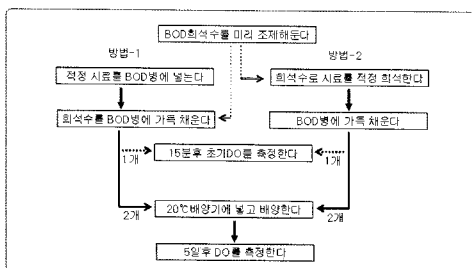 BOD희석수를 미리 조제해둔다
방법-1
방법-2
적정 시료를 BOD병에 넣는다
희석수로 시료를 적정 희석한다
희석수를 BOD병에 가득 채운다
BOD병에 가득 채운다
1개
15분후 초기DO를 측정한다
1개
2개
20℃배양기에 넣고 배양한다
2개
5일후 DO를 측정한다